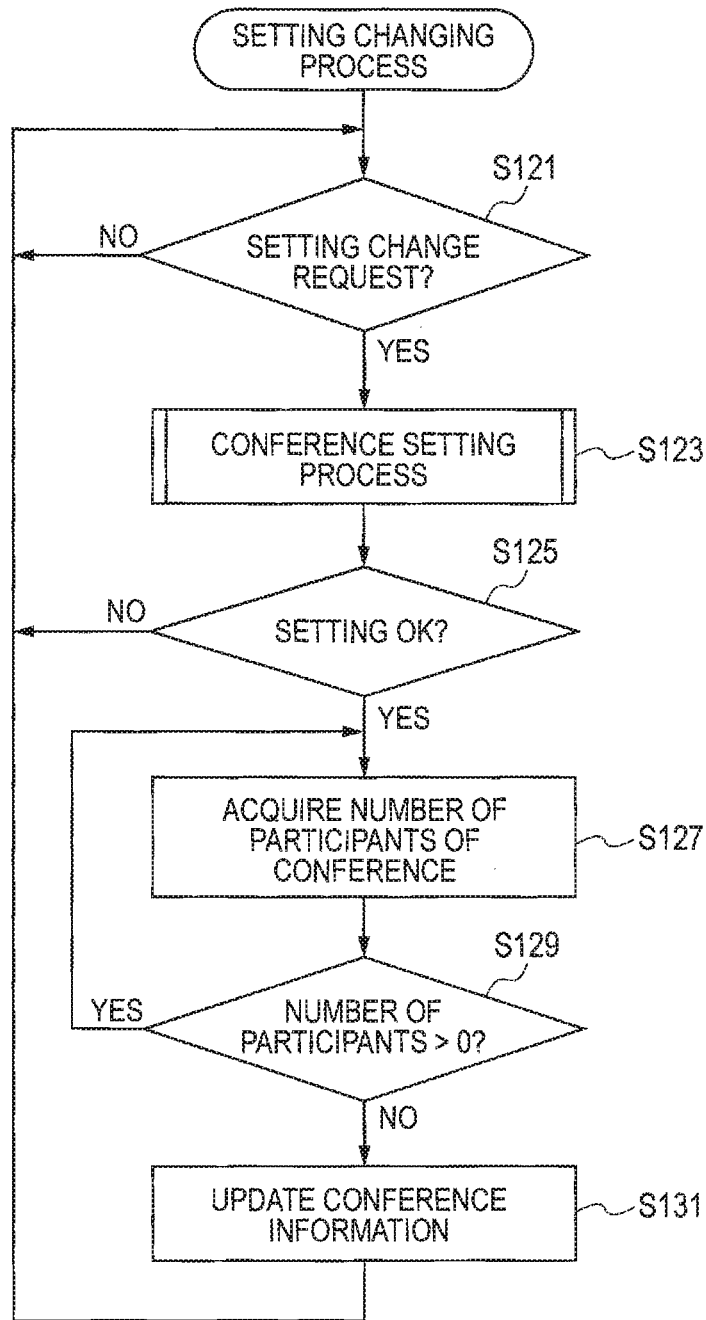 SETTING CHANGING
PROCESS
S121
NO
SETTING CHANGE
REQUEST?
YES
CONFERENCE SETTING
PROCESS
S123
S125
NO
SETTING OK?
YES
ACQUIRE NUMBER OF
PARTICIPANTS OF
CONFERENCE
S127
S129
YES
NUMBER OF
PARTICIPANTS > 0?
NO
UPDATE CONFERENCE
INFORMATION
S131